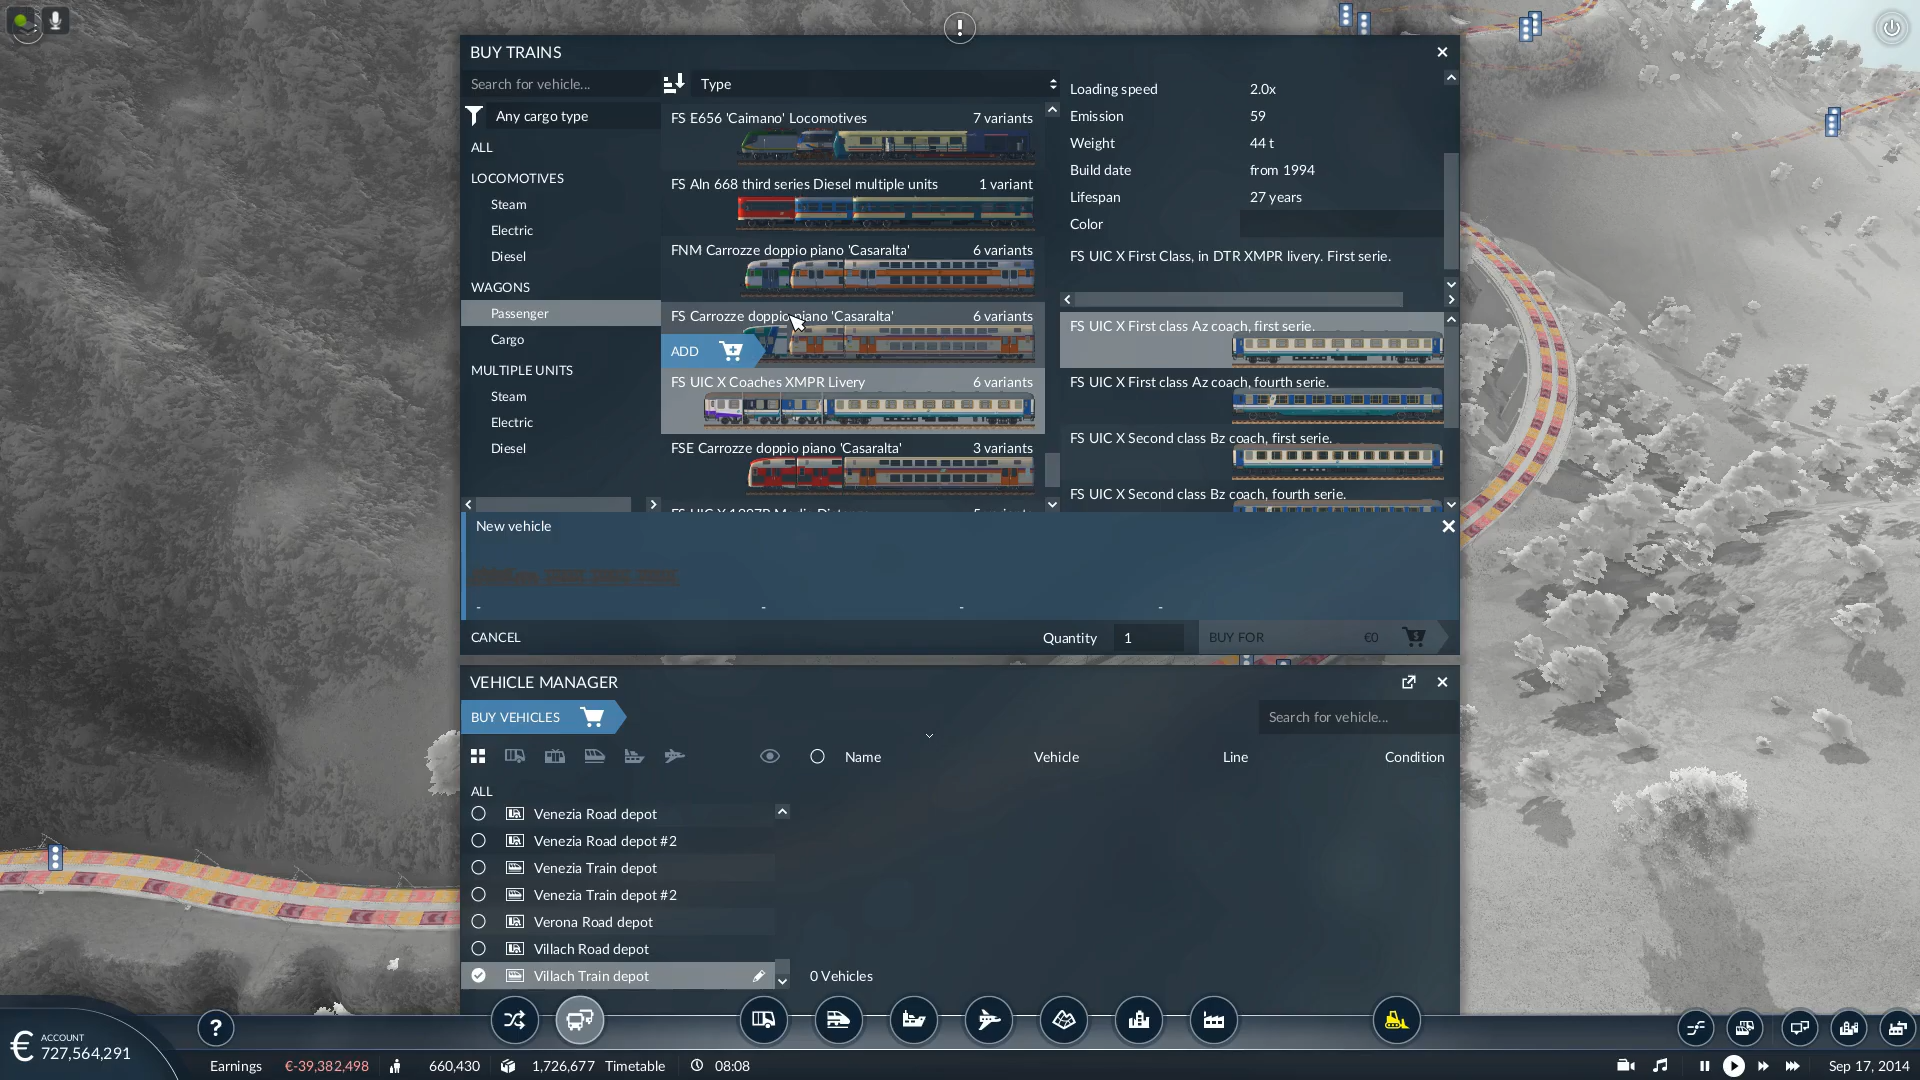 BUY TRAINS
Search for vehicle...
Type
Any cargo type
ALL
LOCOMOTIVES
Steam
Electric
Diesel
WAGONS
Passenger
Cargo
MULTIPLE UNITS
Steam
Electric
Diesel
FS E656 'Caimano' Locomotives 7 variants
FS Aln 668 third series Diesel multiple units 1 variant
FNM Carrozze doppio piano 'Casaralta' 6 variants
FS Carrozze doppio piano 'Casaralta' 6 variants
ADD
FS UIC X Coaches XMPR Livery 6 variants
FSE Carrozze doppio piano 'Casaralta' 3 variants
Loading speed 2.0x
Emission 59
Weight 44 t
Build date from 1994
Lifespan 27 years
Color
FS UIC X First Class, in DTR XMPR livery. First serie.
FS UIC X First class Az coach, first serie.
FS UIC X First class Az coach, fourth serie.
FS UIC X Second class Bz coach, first serie.
FS UIC X Second class Bz coach, fourth serie.
New vehicle
- - - -
CANCEL
Quantity 1
BUY FOR €0
VEHICLE MANAGER
BUY VEHICLES
Search for vehicle...
Name Vehicle Line Condition
ALL
Venezia Road depot
Venezia Road depot #2
Venezia Train depot
Venezia Train depot #2
Verona Road depot
Villach Road depot
Villach Train depot
0 Vehicles
?
€ ACCOUNT
727,564,291
Earnings €-39,382,498 660,430 1,726,677 Timetable 08:08
Sep 17, 2014